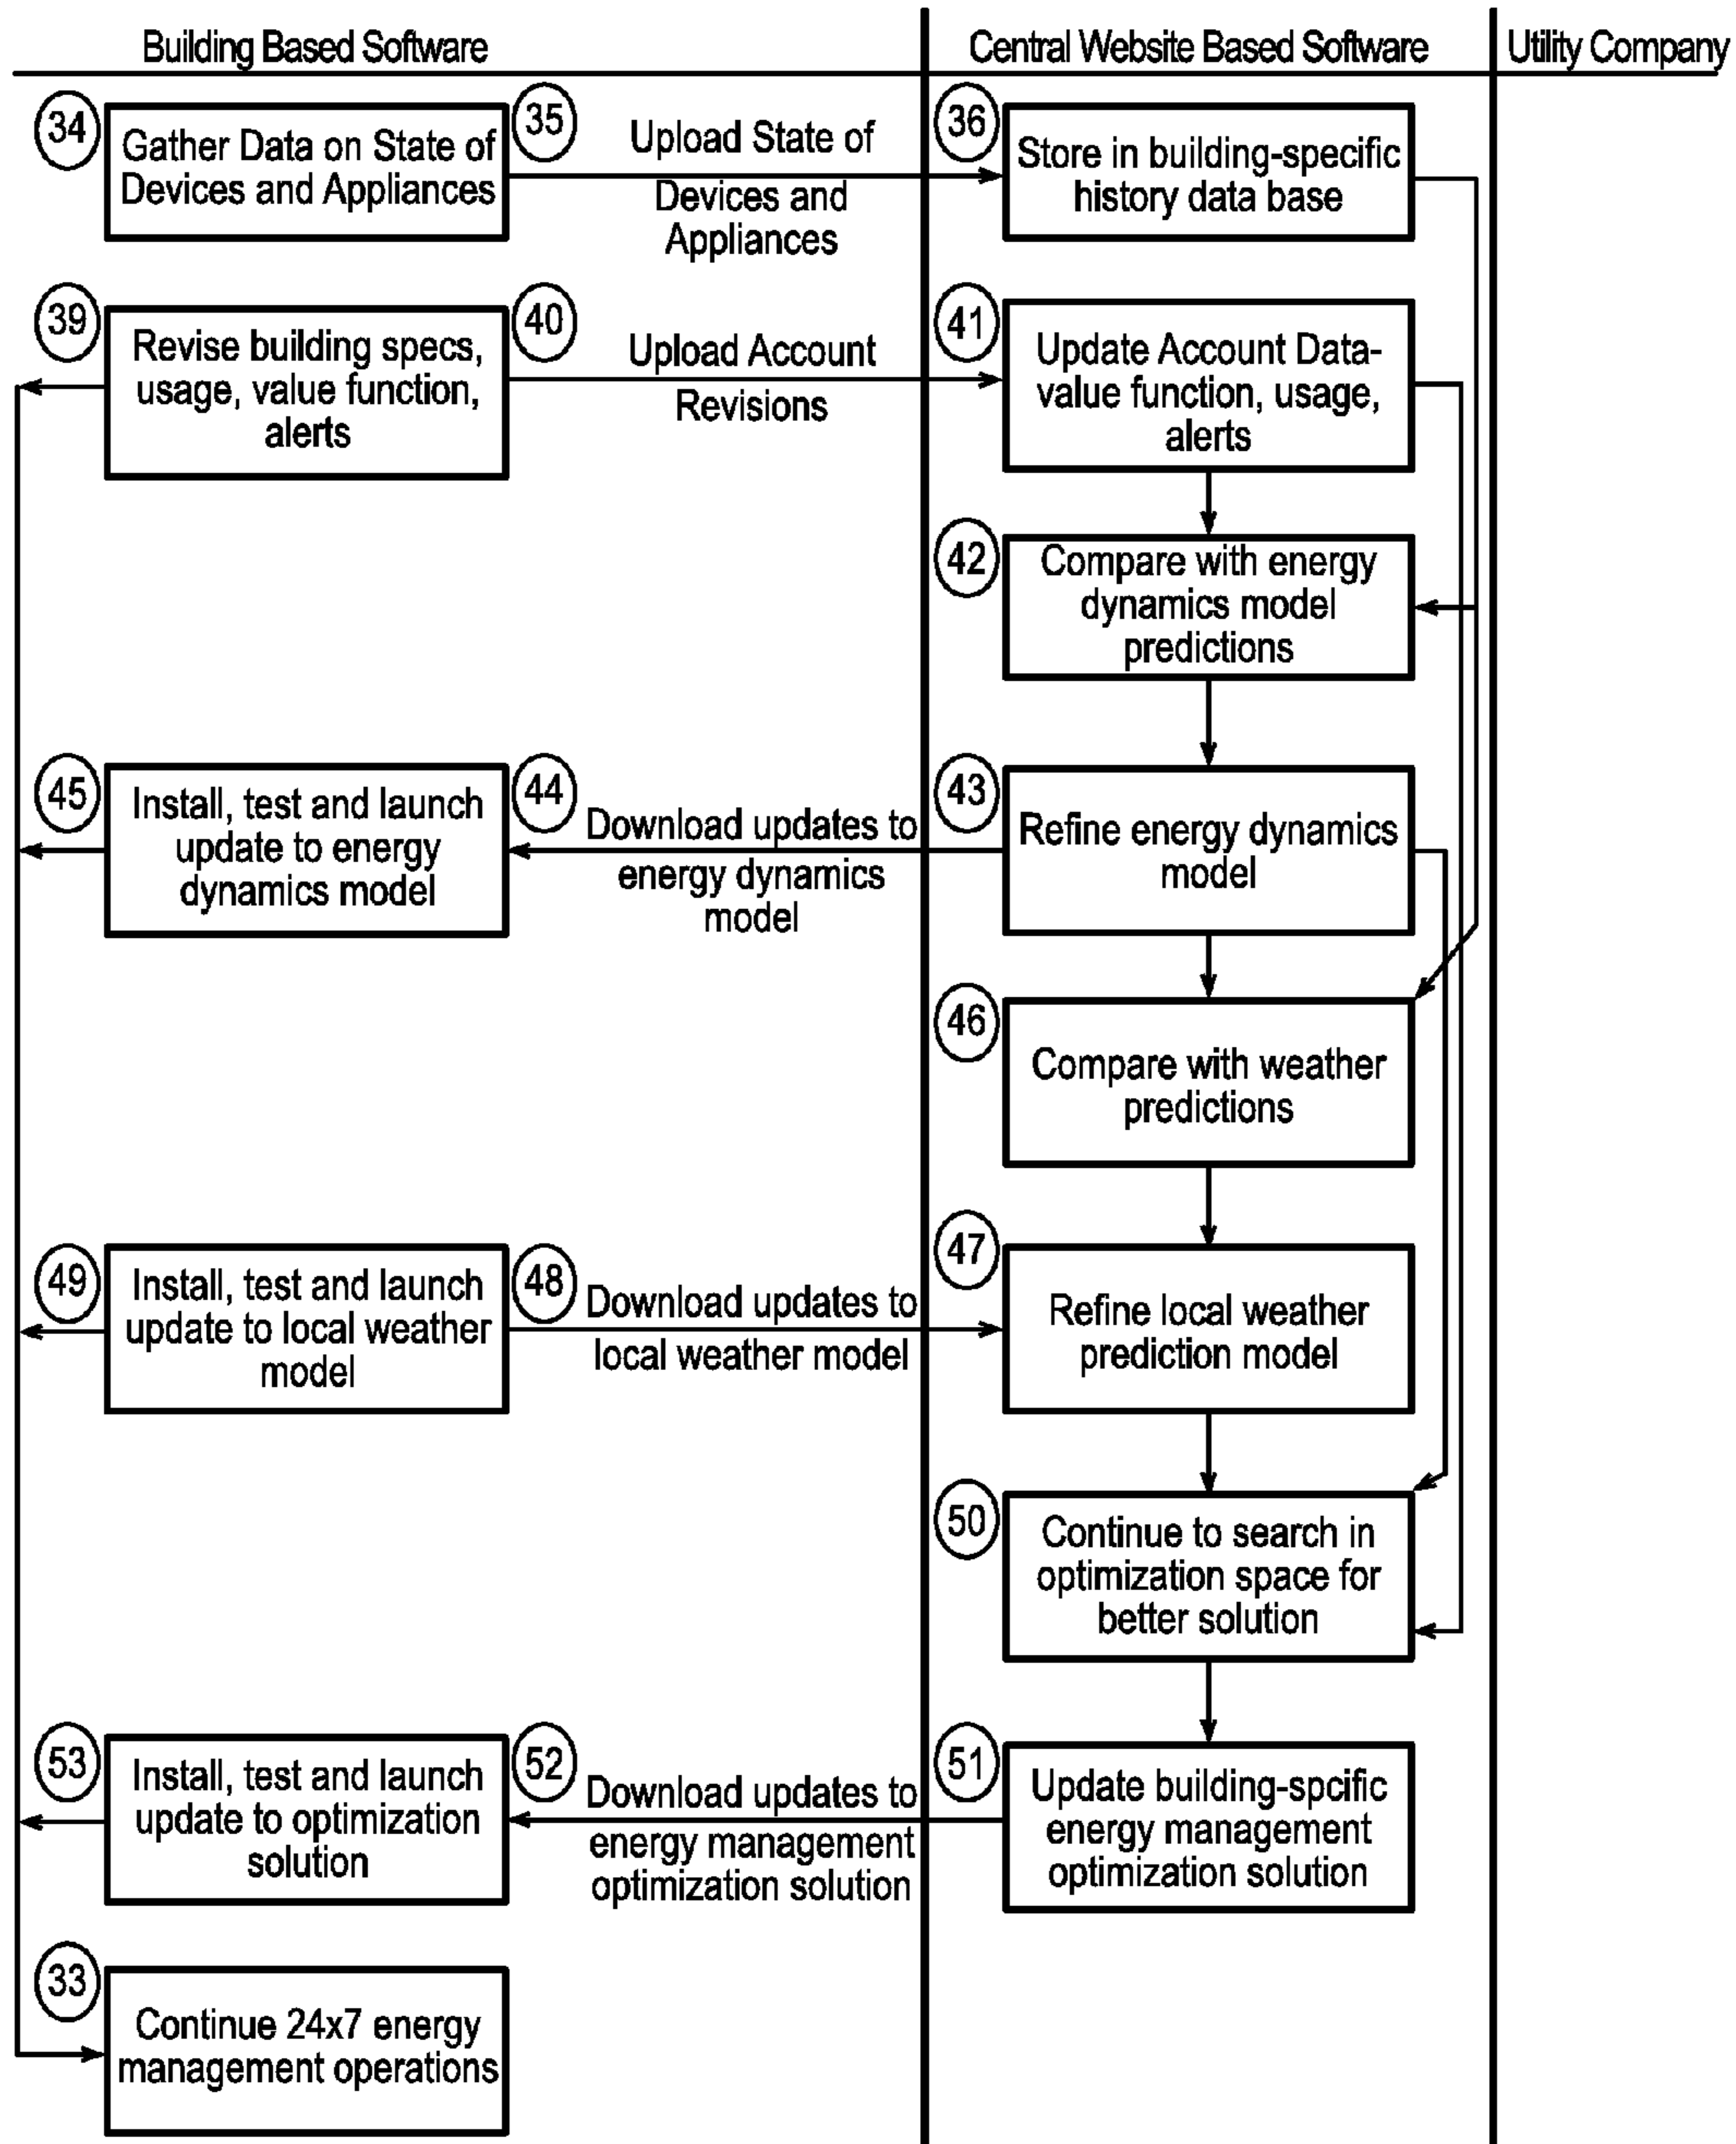 Building Based Software
Central Website Based Software
Utility Company
34
Gather Data on State of
Devices and Appliances
35
Upload State of
Devices and
Appliances
36
Store in building-specific
history data base
39
Revise building specs,
usage, value function,
alerts
40
Upload Account
Revisions
41
Update Account Data-
value function, usage,
alerts
42
Compare with energy
dynamics model
predictions
45
Install, test and launch
update to energy
dynamics model
44
Download updates to
energy dynamics
model
43
Refine energy dynamics
model
46
Compare with weather
predictions
49
Install, test and launch
update to local weather
model
48
Download updates to
local weather model
47
Refine local weather
prediction model
50
Continue to search in
optimization space for
better solution
53
Install, test and launch
update to optimization
solution
52
Download updates to
energy management
optimization solution
51
Update building-spcific
energy management
optimization solution
33
Continue 24x7 energy
management operations